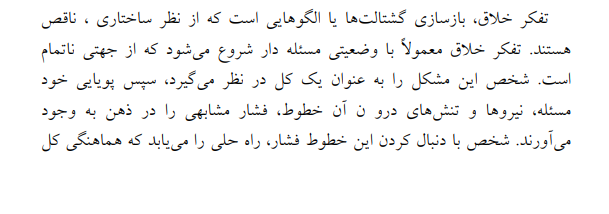 تفکر خلاق، بازسازی گشتالت‌ها یا الگوهایی است که از نظر ساختاری ، ناقص
هستند. تفکر خلاق معمولاً با وضعیتی مسئله دار شروع می‌شود که از جهتی ناتمام
است. شخص این مشکل را به عنوان یک کل در نظر می‌گیرد، سپس پویایی خود
مسئله، نیروها و تنش‌های درو ن آن خطوط، فشار مشابهی را در ذهن به وجود
می‌آورند. شخص با دنبال کردن این خطوط فشار، راه حلی را می‌یابد که هماهنگی کل